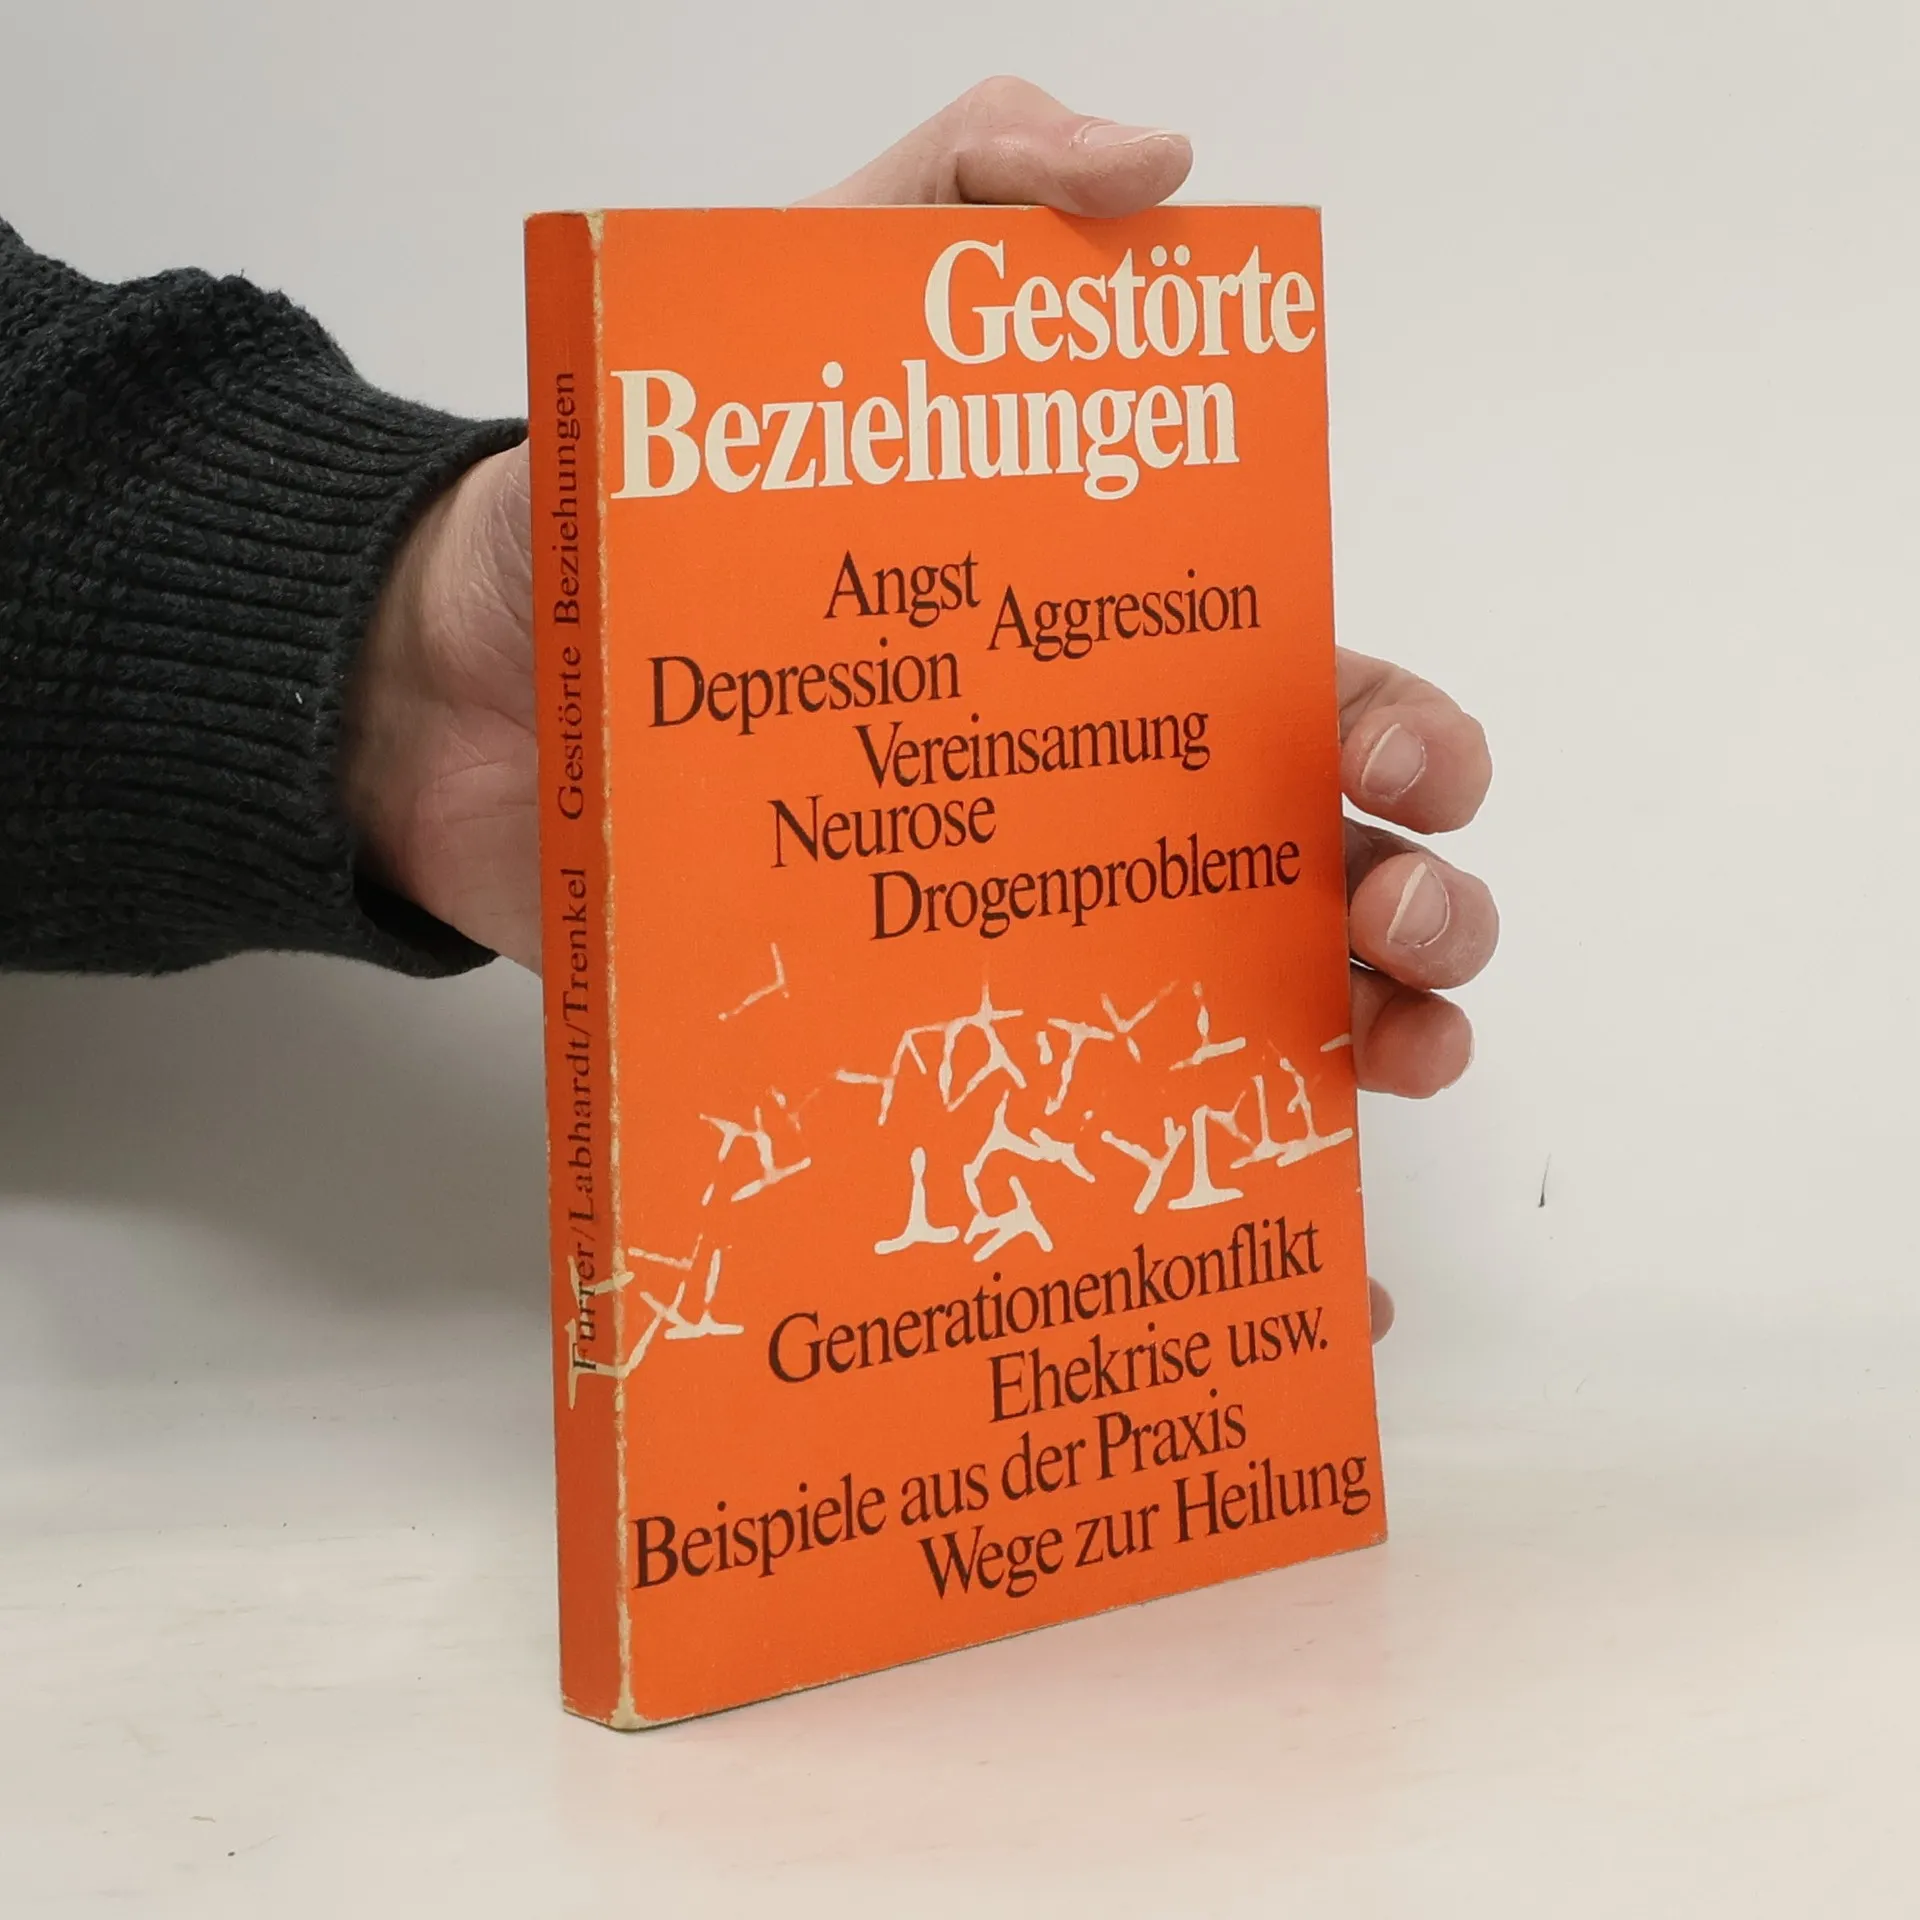 Gestörte
Beziehungen
Angst
Aggression
Depression
Vereinsamung
Neurose
Drogenprobleme
Generationenkonflikt
Ehekrise usw.
Beispiele aus der Praxis
Wege zur Heilung
Furrer/Labhardt/Trenkel Gestörte Beziehungen